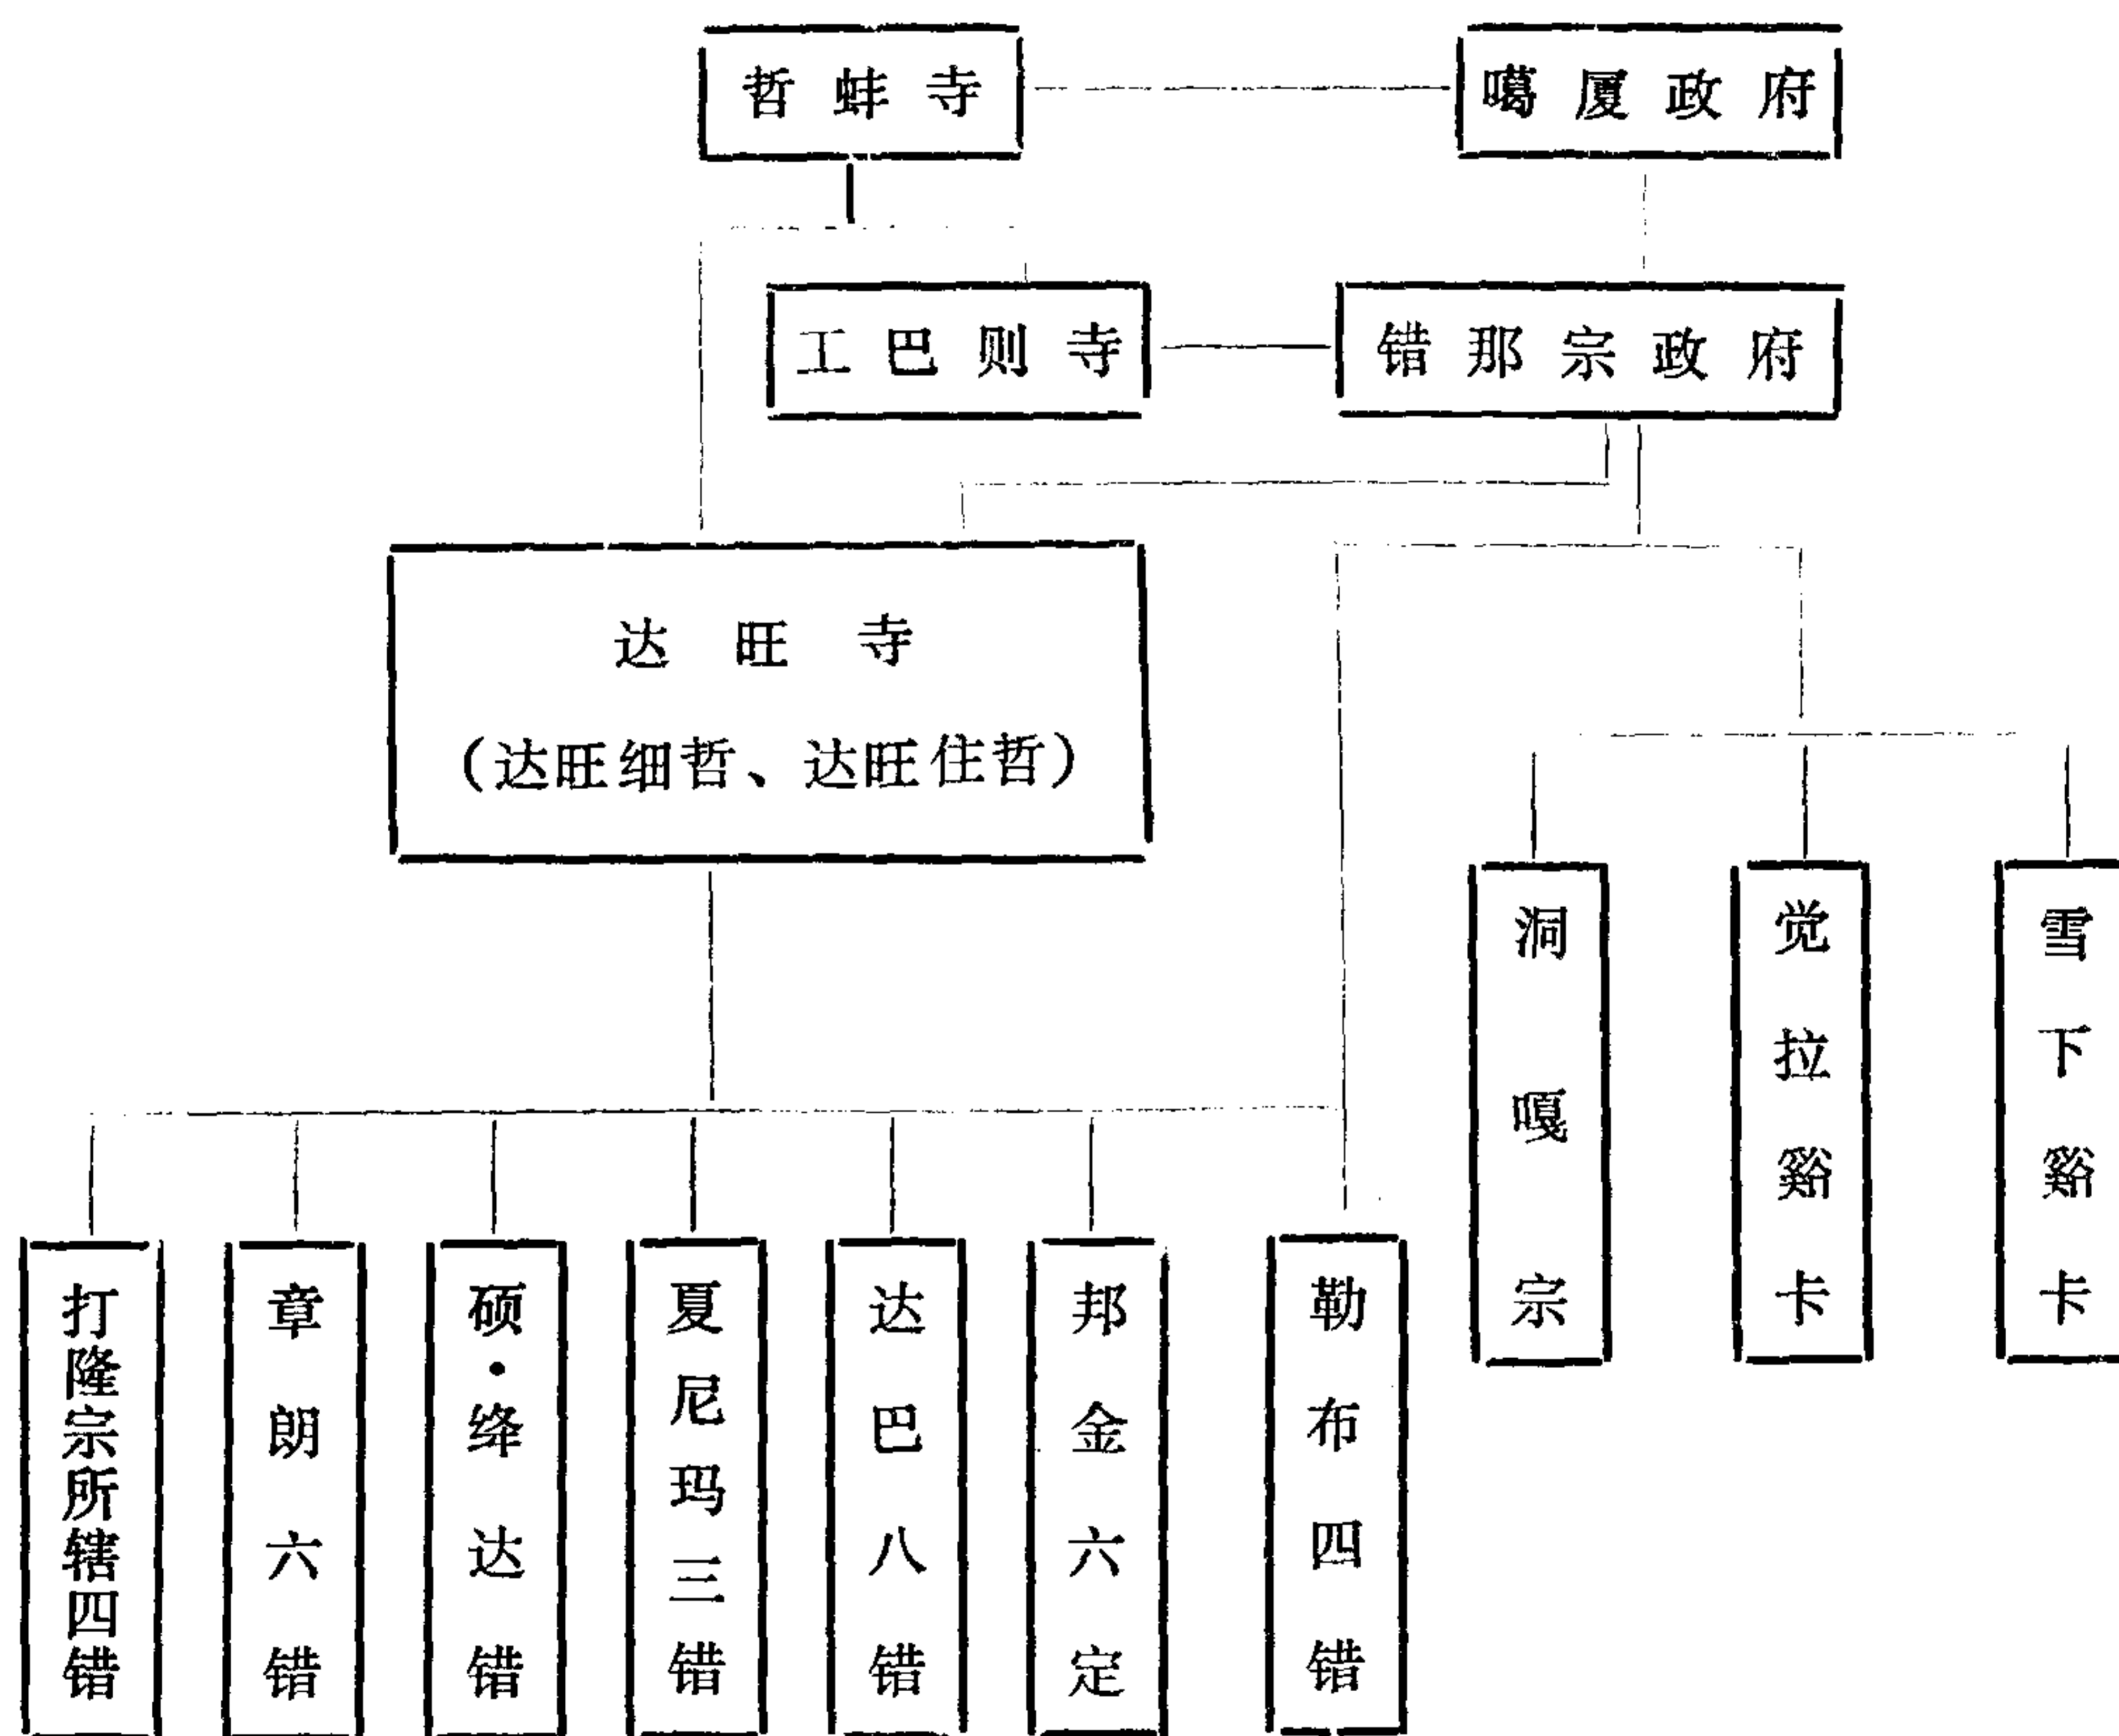 哲蚌寺
噶厦政府
工巴则寺
错那宗政府
达旺寺
(达旺细哲、达旺住哲)
洞嘎宗
觉拉谿卡
雪下谿卡
打隆宗所辖四错
章朗六错
硕·绛达错
夏尼玛三错
达巴八错
邦金六定
勒布四错